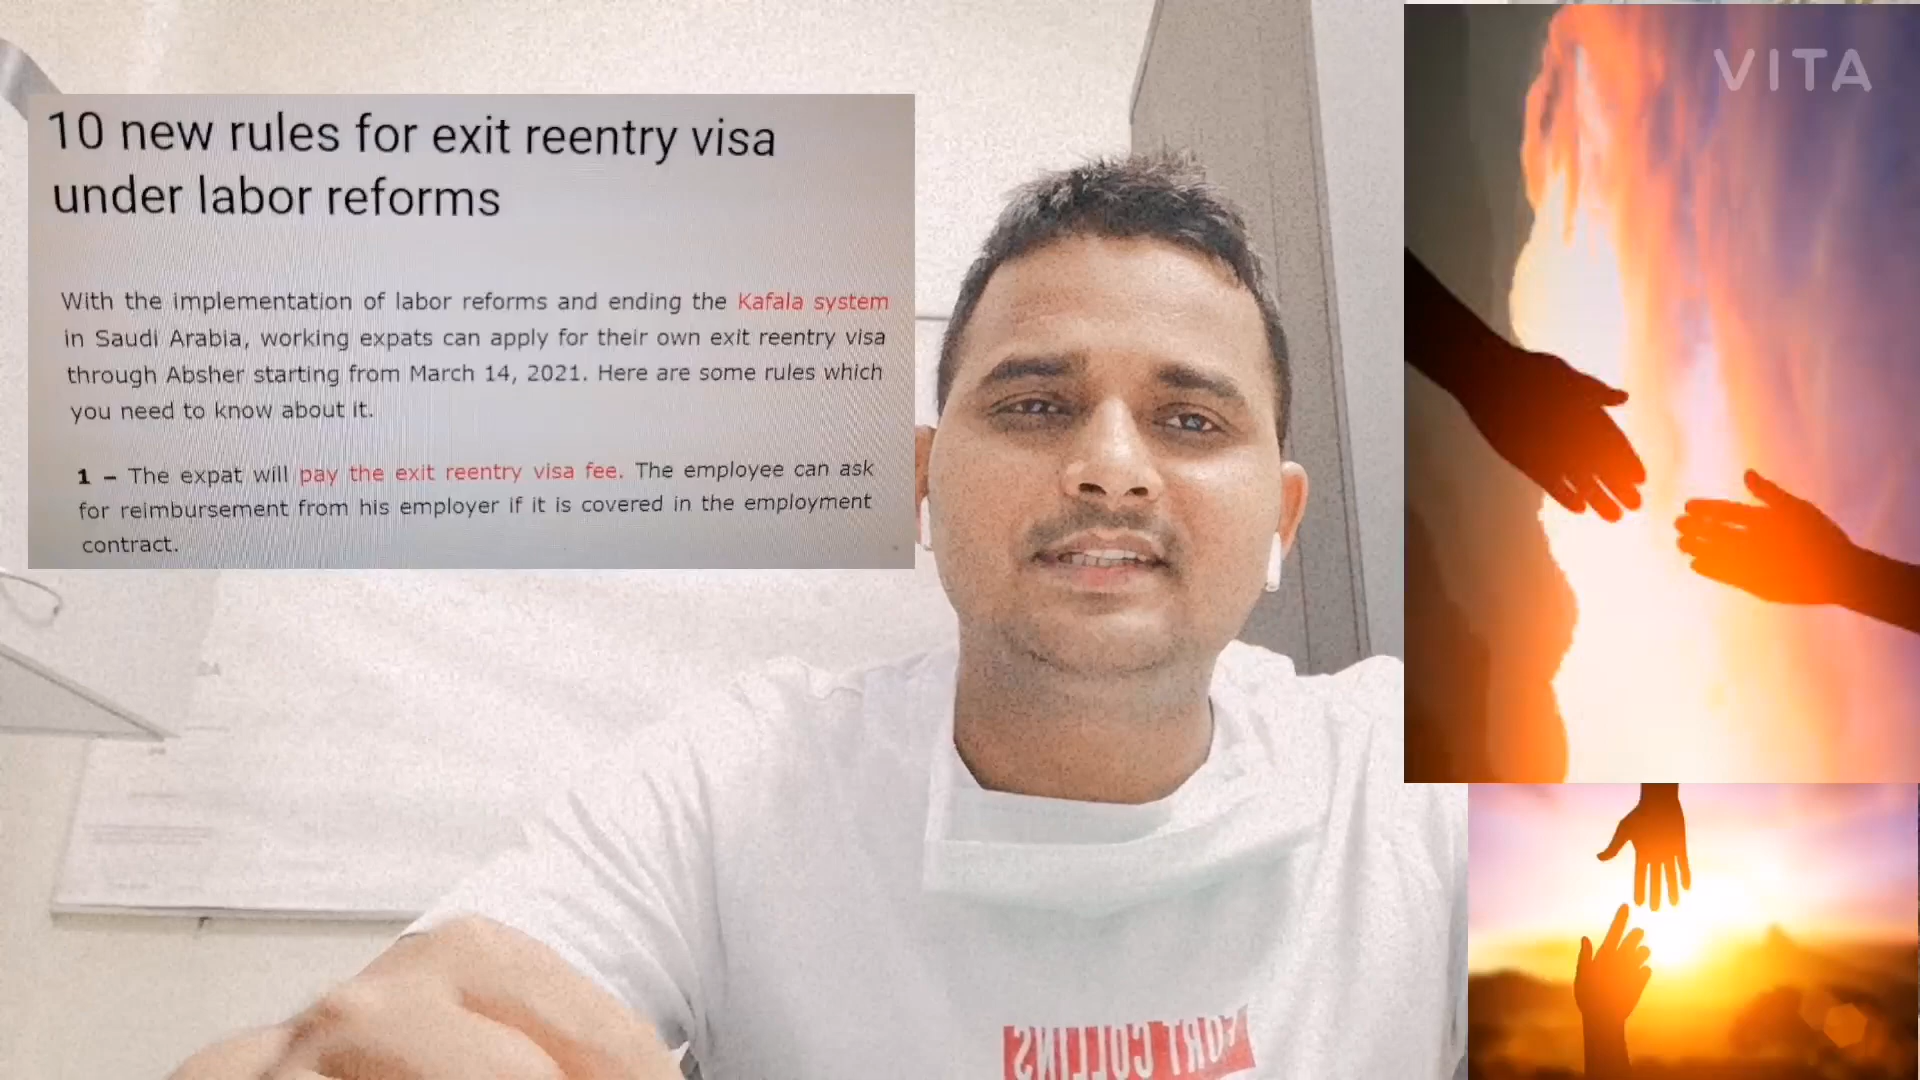 10 new rules for exit reentry visa
under labor reforms
With the implementation of labor reforms and ending the Kafala system
in Saudi Arabia, working expats can apply for their own exit reentry visa
through Absher starting from March 14, 2021. Here are some rules which
you need to know about it.
1 – The expat will pay the exit reentry visa fee. The employee can ask
for reimbursement from his employer if it is covered in the employment
contract.
VITA
FORT COLLINS